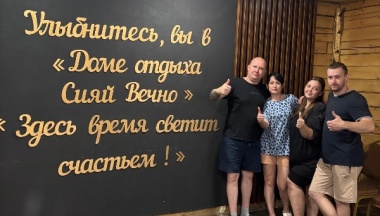 Улыбнитесь, вы в
«Доме отдыха
Сияй Вечно»
«Здесь время светит
счастьем!»